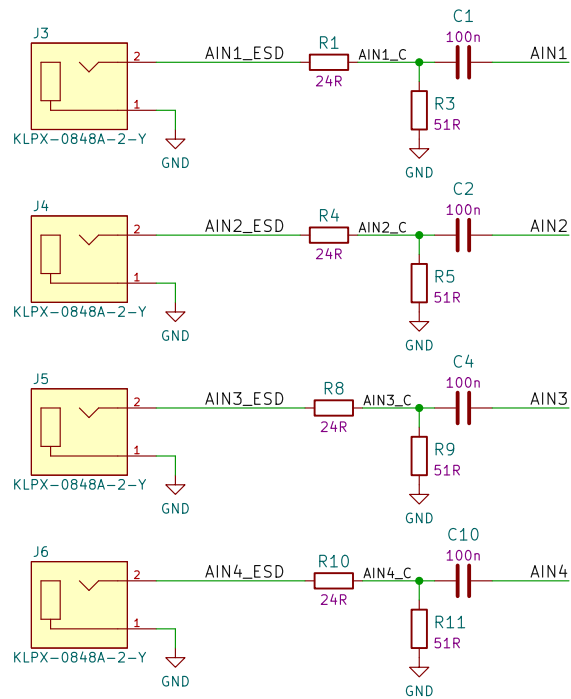 J3
2
1
KLPX-0848A-2-Y
GND
AIN1_ESD
R1
24R
AIN1_C
R3
51R
GND
C1
100n
AIN1
J4
2
1
KLPX-0848A-2-Y
GND
AIN2_ESD
R4
24R
AIN2_C
R5
51R
GND
C2
100n
AIN2
J5
2
1
KLPX-0848A-2-Y
GND
AIN3_ESD
R8
24R
AIN3_C
R9
51R
GND
C4
100n
AIN3
J6
2
1
KLPX-0848A-2-Y
GND
AIN4_ESD
R10
24R
AIN4_C
R11
51R
GND
C10
100n
AIN4